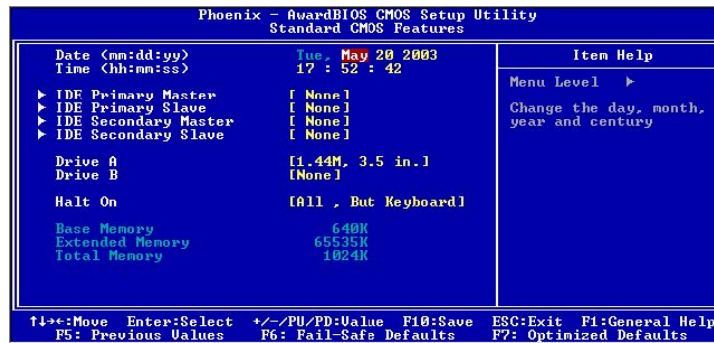 Phoenix - AwardBIOS CMOS Setup Utility
Standard CMOS Features
Date (mm:dd:yy) Tue, May 20 2003
Time (hh:mm:ss) 17 : 52 : 42
▶ IDE Primary Master [ None]
▶ IDE Primary Slave [ None]
▶ IDE Secondary Master [ None]
▶ IDE Secondary Slave [ None]
Drive A [1.44M, 3.5 in.]
Drive B [None]
Halt On [All , But Keyboard]
Base Memory 640K
Extended Memory 65535K
Total Memory 1024K
Item Help
Menu Level ▶
Change the day, month,
year and century
↑↓→←:Move Enter:Select +/-/PU/PD:Value F10:Save ESC:Exit F1:General Help
F5: Previous Values F6: Fail-Safe Defaults F7: Optimized Defaults